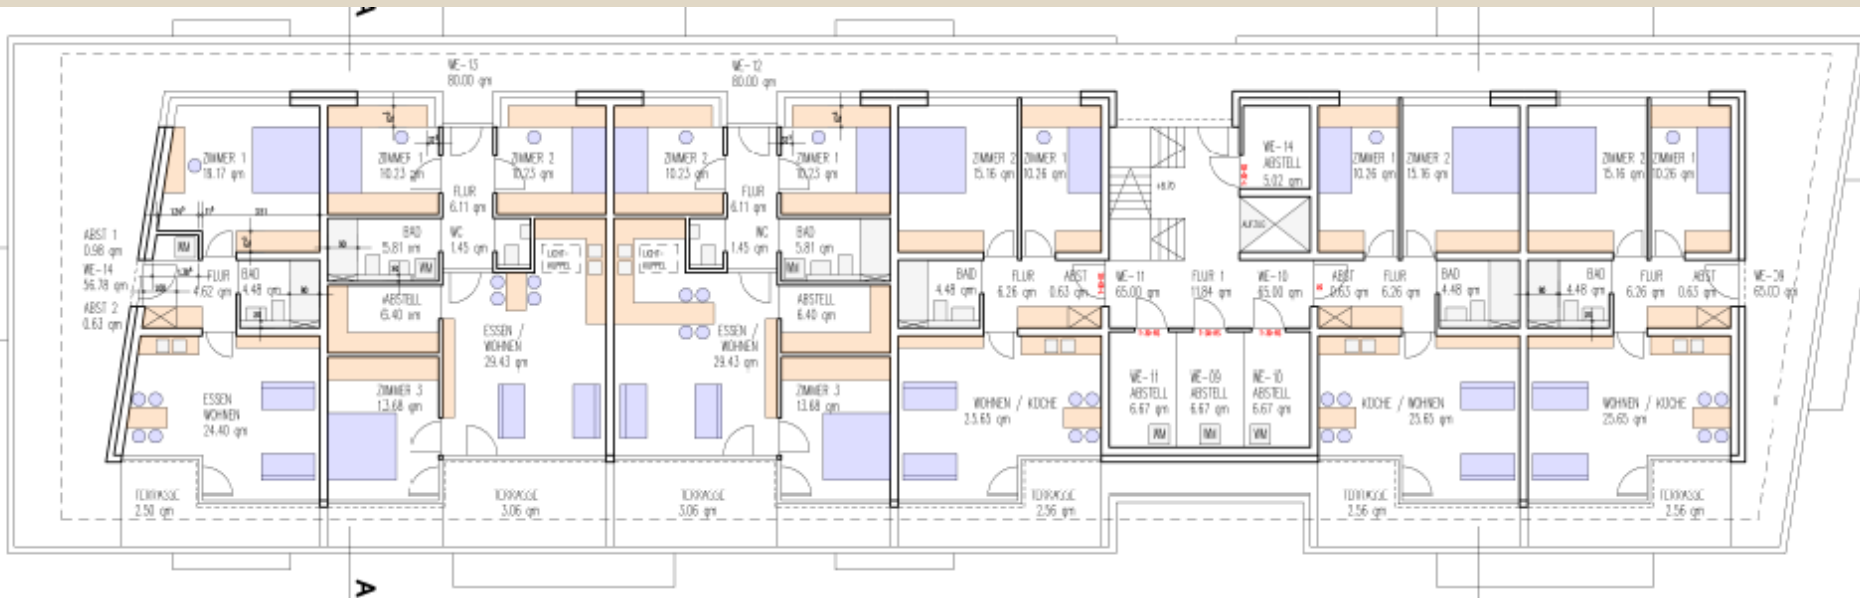 A
WE-13
80.00 qm
WE-12
80.00 qm
ZIMMER 1
ZIMMER 1
10.23 qm
ZIMMER 2
10.23 qm
ZIMMER 2
10.23 qm
ZIMMER 1
10.23 qm
ZIMMER 2
15.16 qm
ZIMMER 1
10.26 qm
WE-14
ABSTELL
5.02 qm
ZIMMER 1
10.26 qm
ZIMMER 2
15.16 qm
ZIMMER 2
15.16 qm
ZIMMER 1
10.26 qm
FLUR
6.11 qm
FLUR
6.11 qm
ABST 1
0.98 qm
WE-14
56.78 qm
ABST 2
0.63 qm
WM
FLUR
4.62 qm
BAD
4.48 qm
BAD
5.81 qm
WM
WC
1.45 qm
LICHT-
KUPPEL
LICHT-
KUPPEL
WC
1.45 qm
BAD
5.81 qm
WM
AUFZUG
BAD
4.48 qm
FLUR
6.26 qm
ABST
0.63 qm
WE-11
65.00 qm
FLUR 1
11.84 qm
WE-10
65.00 qm
ABST
0.63 qm
FLUR
6.26 qm
BAD
4.48 qm
BAD
4.48 qm
FLUR
6.26 qm
ABST
0.63 qm
WE-09
65.00 qm
ABSTELL
6.40 qm
ESSEN /
WOHNEN
29.43 qm
ESSEN /
WOHNEN
29.43 qm
ABSTELL
6.40 qm
ESSEN
WOHNEN
24.40 qm
ZIMMER 3
13.68 qm
ZIMMER 3
13.68 qm
WOHNEN / KÜCHE
25.65 qm
WE-11
ABSTELL
6.67 qm
WM
WE-09
ABSTELL
6.67 qm
WM
WE-10
ABSTELL
6.67 qm
WM
KÜCHE / WOHNEN
25.65 qm
WOHNEN / KÜCHE
25.65 qm
TERRASSE
2.50 qm
TERRASSE
3.06 qm
TERRASSE
3.06 qm
TERRASSE
2.56 qm
TERRASSE
2.56 qm
TERRASSE
2.56 qm
A